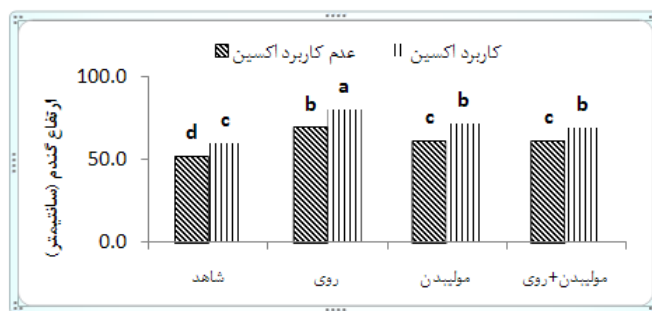 عدم کاربرد اکسین کاربرد اکسین
ارتفاع گندم (سانتیمتر)
100.0
50.0
0.0
d c b a c b c b
شاهد روی مولیبدن مولیبدن+روی